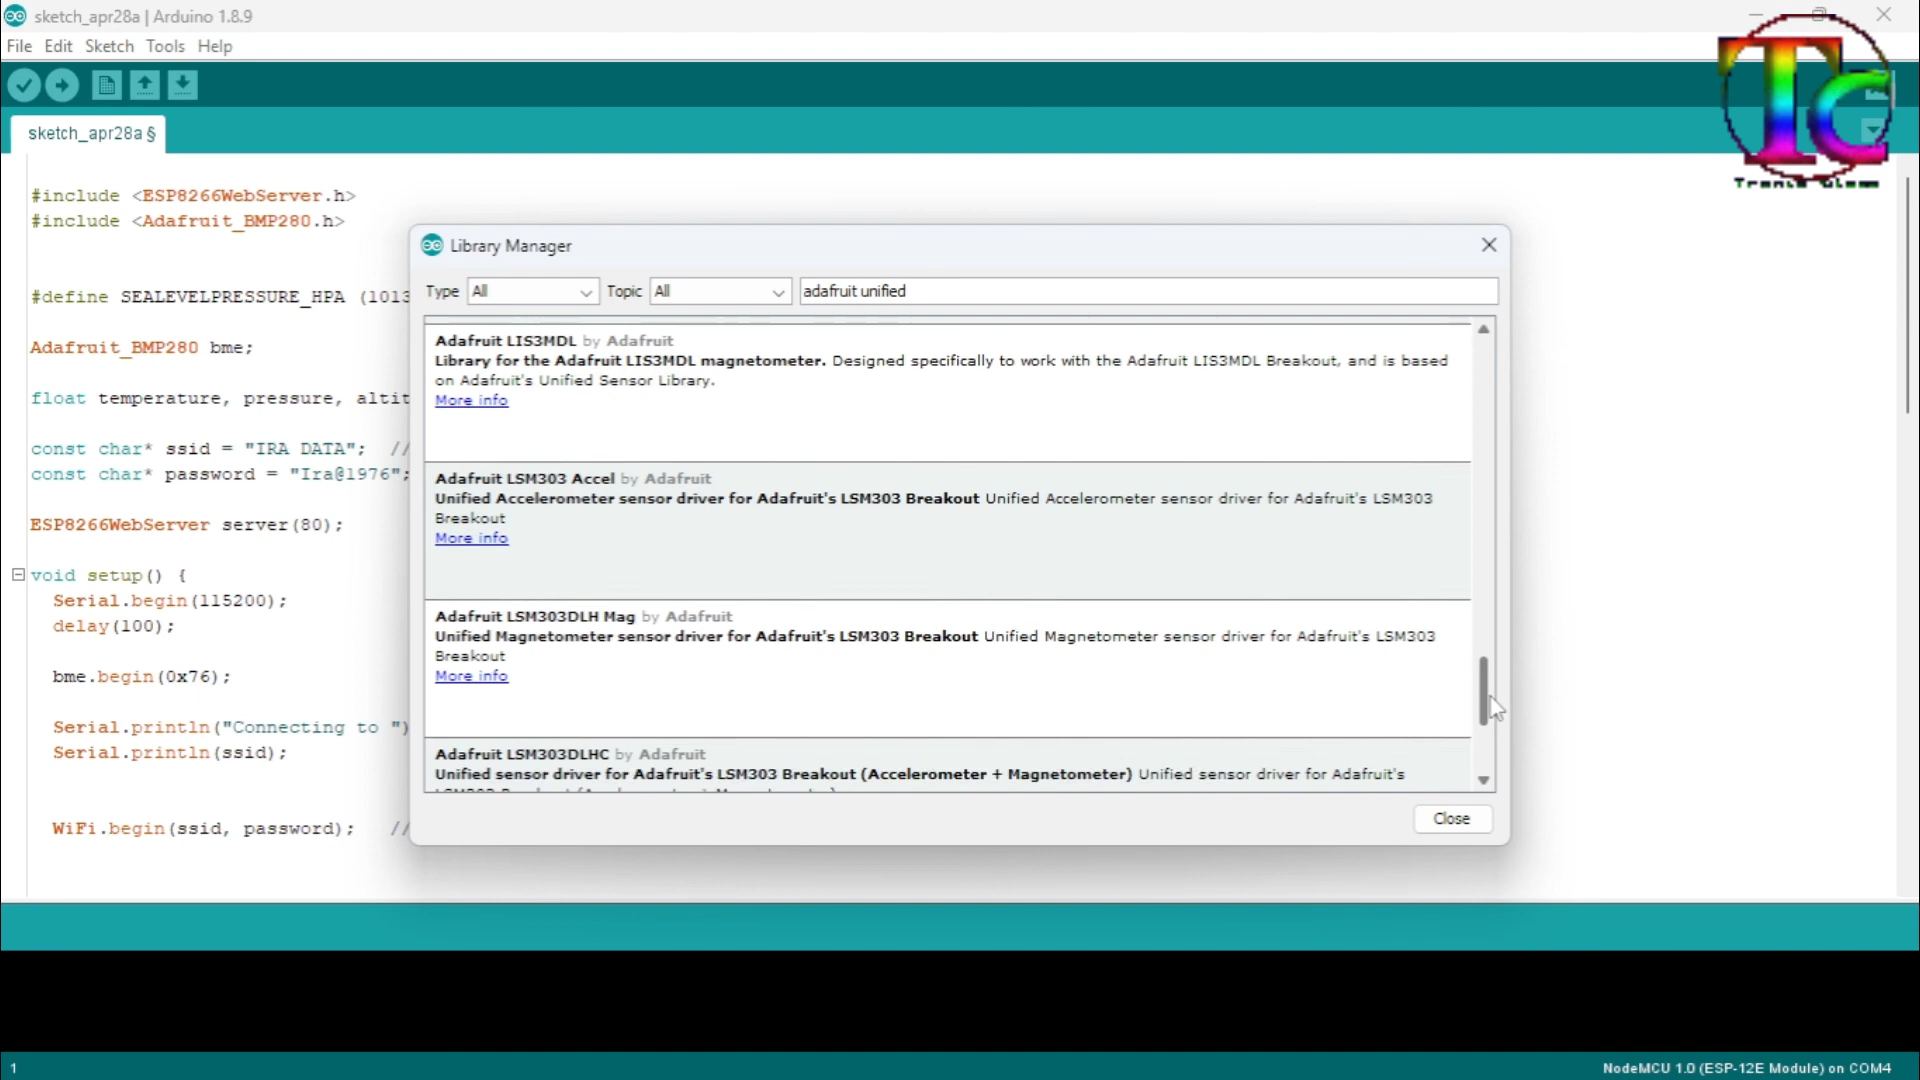 sketch_apr28a | Arduino 1.8.9
File Edit Sketch Tools Help
Tc
sketch_apr28a §
#include <ESP8266WebServer.h>
#include <Adafruit_BMP280.h>
#define SEALEVELPRESSURE_HPA (1013
Adafruit_BMP280 bme;
float temperature, pressure, altit
const char* ssid = "IRA DATA"; //
const char* password = "Ira@1976";
ESP8266WebServer server(80);
void setup() {
Serial.begin(115200);
delay(100);
bme.begin(0x76);
Serial.println("Connecting to ")
Serial.println(ssid);
WiFi.begin(ssid, password); //
Library Manager
Type All Topic All adafruit unified
Adafruit LIS3MDL by Adafruit
Library for the Adafruit LIS3MDL magnetometer. Designed specifically to work with the Adafruit LIS3MDL Breakout, and is based
on Adafruit's Unified Sensor Library.
More info
Adafruit LSM303 Accel by Adafruit
Unified Accelerometer sensor driver for Adafruit's LSM303 Breakout Unified Accelerometer sensor driver for Adafruit's LSM303
Breakout
More info
Adafruit LSM303DLH Mag by Adafruit
Unified Magnetometer sensor driver for Adafruit's LSM303 Breakout Unified Magnetometer sensor driver for Adafruit's LSM303
Breakout
More info
Adafruit LSM303DLHC by Adafruit
Unified sensor driver for Adafruit's LSM303 Breakout (Accelerometer + Magnetometer) Unified sensor driver for Adafruit's
Close
1
NodeMCU 1.0 (ESP-12E Module) on COM4